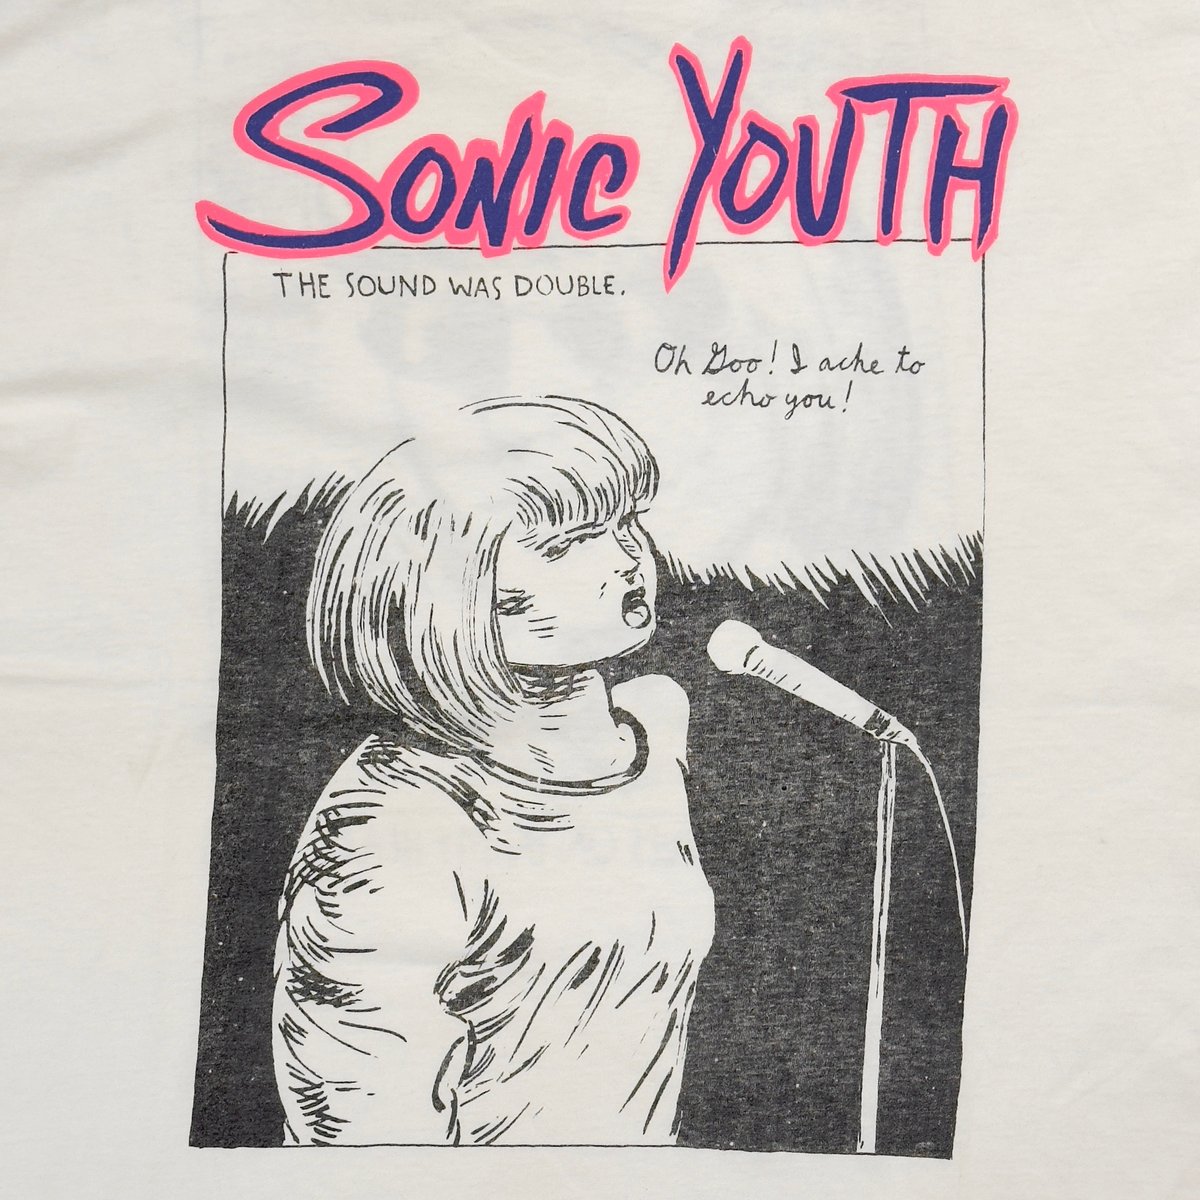 SONIC YOUTH
THE SOUND WAS DOUBLE.
Oh Goo! I ache to
echo you!